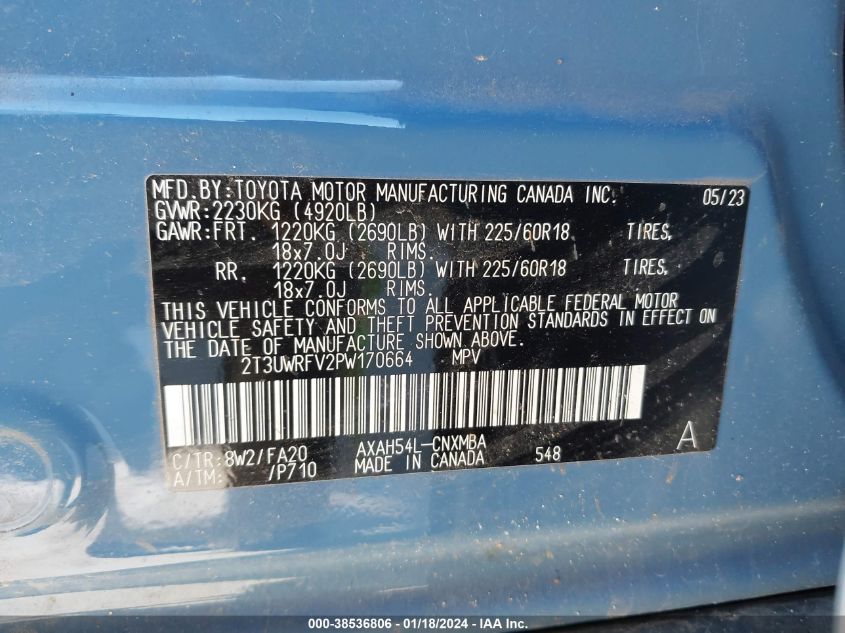 MFD.BY:TOYOTA MOTOR MANUFACTURING CANADA INC. 05/23
GVWR:2230KG (4920LB)
GAWR:FRT. 1220KG (2690LB) WITH 225/60R18 TIRES,
18x7.0J RIMS.
RR. 1220KG (2690LB) WITH 225/60R18 TIRES,
18x7.0J RIMS.
THIS VEHICLE CONFORMS TO ALL APPLICABLE FEDERAL MOTOR
VEHICLE SAFETY AND THEFT PREVENTION STANDARDS IN EFFECT ON
THE DATE OF MANUFACTURE SHOWN ABOVE.
2T3UWRFV2PW170664 MPV
C/TR:8W2/FA20 AXAH54L-CNXMBA A
A/TM: /P710 MADE IN CANADA 548
000-38536806 - 01/18/2024 - IAA Inc.